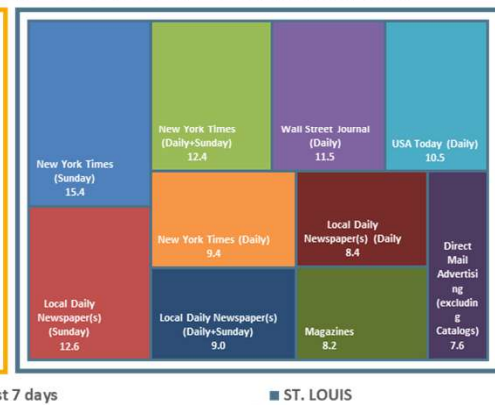 New York Times
(Sunday)
15.4
New York Times
(Daily+Sunday)
12.4
Wall Street Journal
(Daily)
11.5
USA Today (Daily)
10.5
Local Daily
Newspaper(s)
(Sunday)
12.6
New York Times (Daily)
9.4
Local Daily
Newspaper(s) (Daily
8.4
Local Daily Newspaper(s)
(Daily+Sunday)
9.0
Magazines
8.2
Direct
Mail
Advertisi
ng
(excludin
g
Catalogs)
7.6
st 7 days
ST. LOUIS